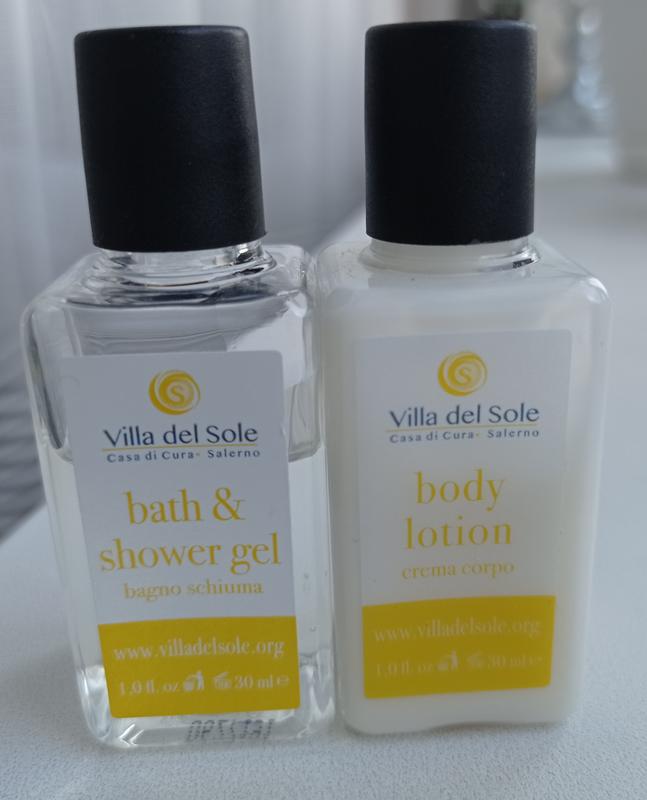 S
Villa del Sole
Casa di Cura • Salerno
bath &
shower gel
bagno schiuma
www.villadelsole.org
1.0 fl. oz 30 ml ℮
S
Villa del Sole
Casa di Cura • Salerno
body
lotion
crema corpo
www.villadelsole.org
1.0 fl. oz 30 ml ℮